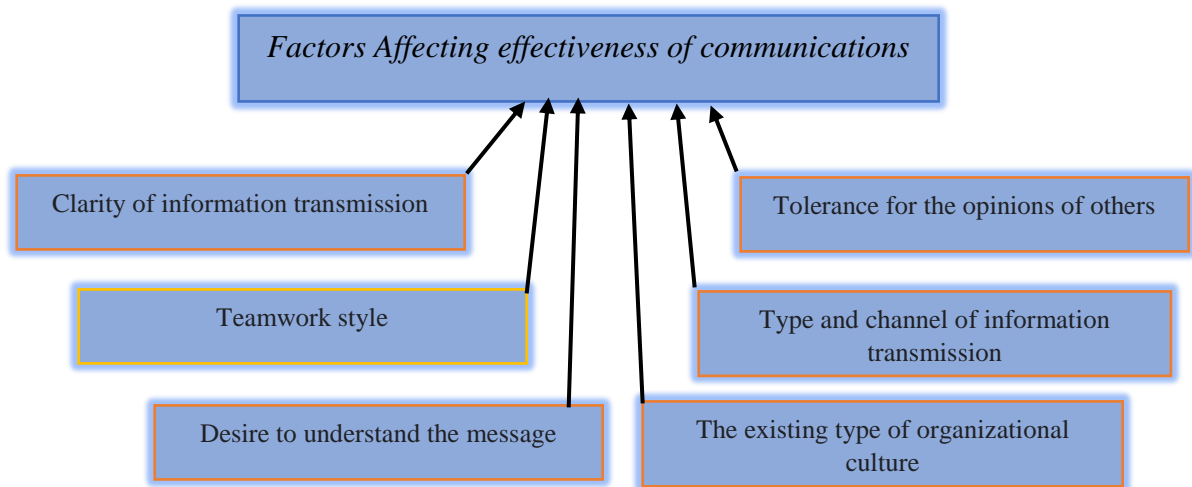 Factors Affecting effectiveness of communications
Clarity of information transmission
Tolerance for the opinions of others
Teamwork style
Type and channel of information
transmission
Desire to understand the message
The existing type of organizational
culture